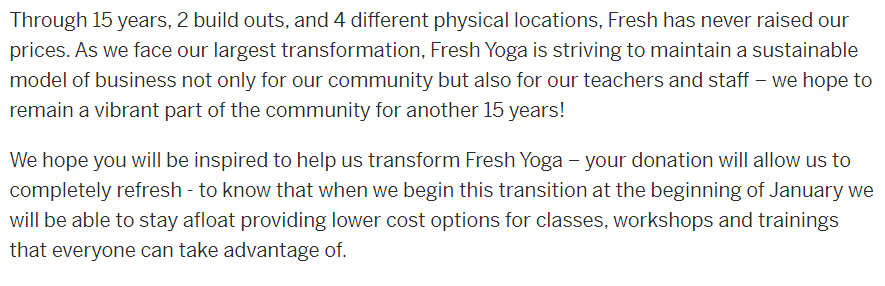 Through 15 years, 2 build outs, and 4 different physical locations, Fresh has never raised our
prices. As we face our largest transformation, Fresh Yoga is striving to maintain a sustainable
model of business not only for our community but also for our teachers and staff – we hope to
remain a vibrant part of the community for another 15 years!
We hope you will be inspired to help us transform Fresh Yoga – your donation will allow us to
completely refresh - to know that when we begin this transition at the beginning of January we
will be able to stay afloat providing lower cost options for classes, workshops and trainings
that everyone can take advantage of.